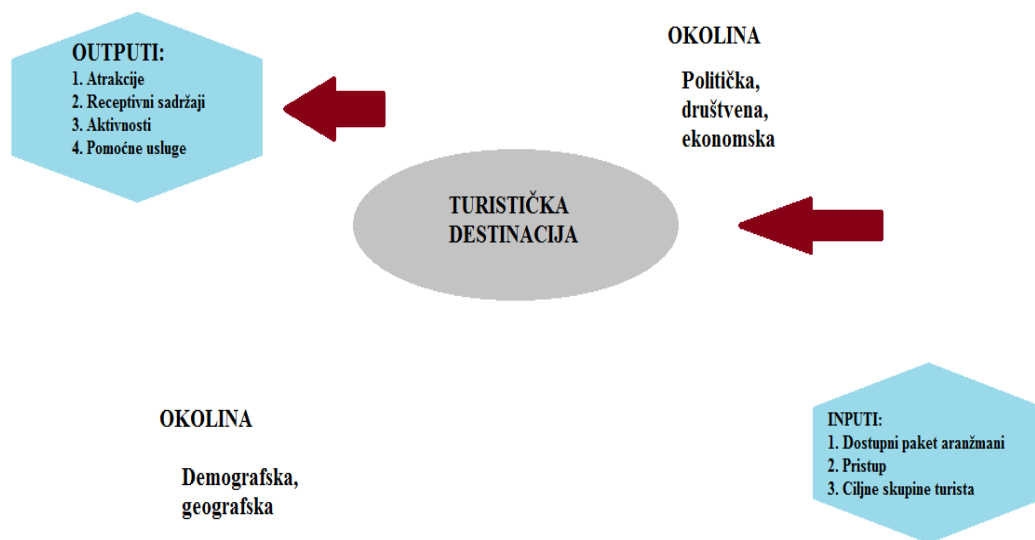 OUTPUTI:
1. Atrakcije
2. Receptivni sadržaji
3. Aktivnosti
4. Pomoćne usluge
OKOLINA
Politička,
društvena,
ekonomska
TURISTIČKA
DESTINACIJA
OKOLINA
Demografska,
geografska
INPUTI:
1. Dostupni paket aranžmani
2. Pristup
3. Ciljne skupine turista